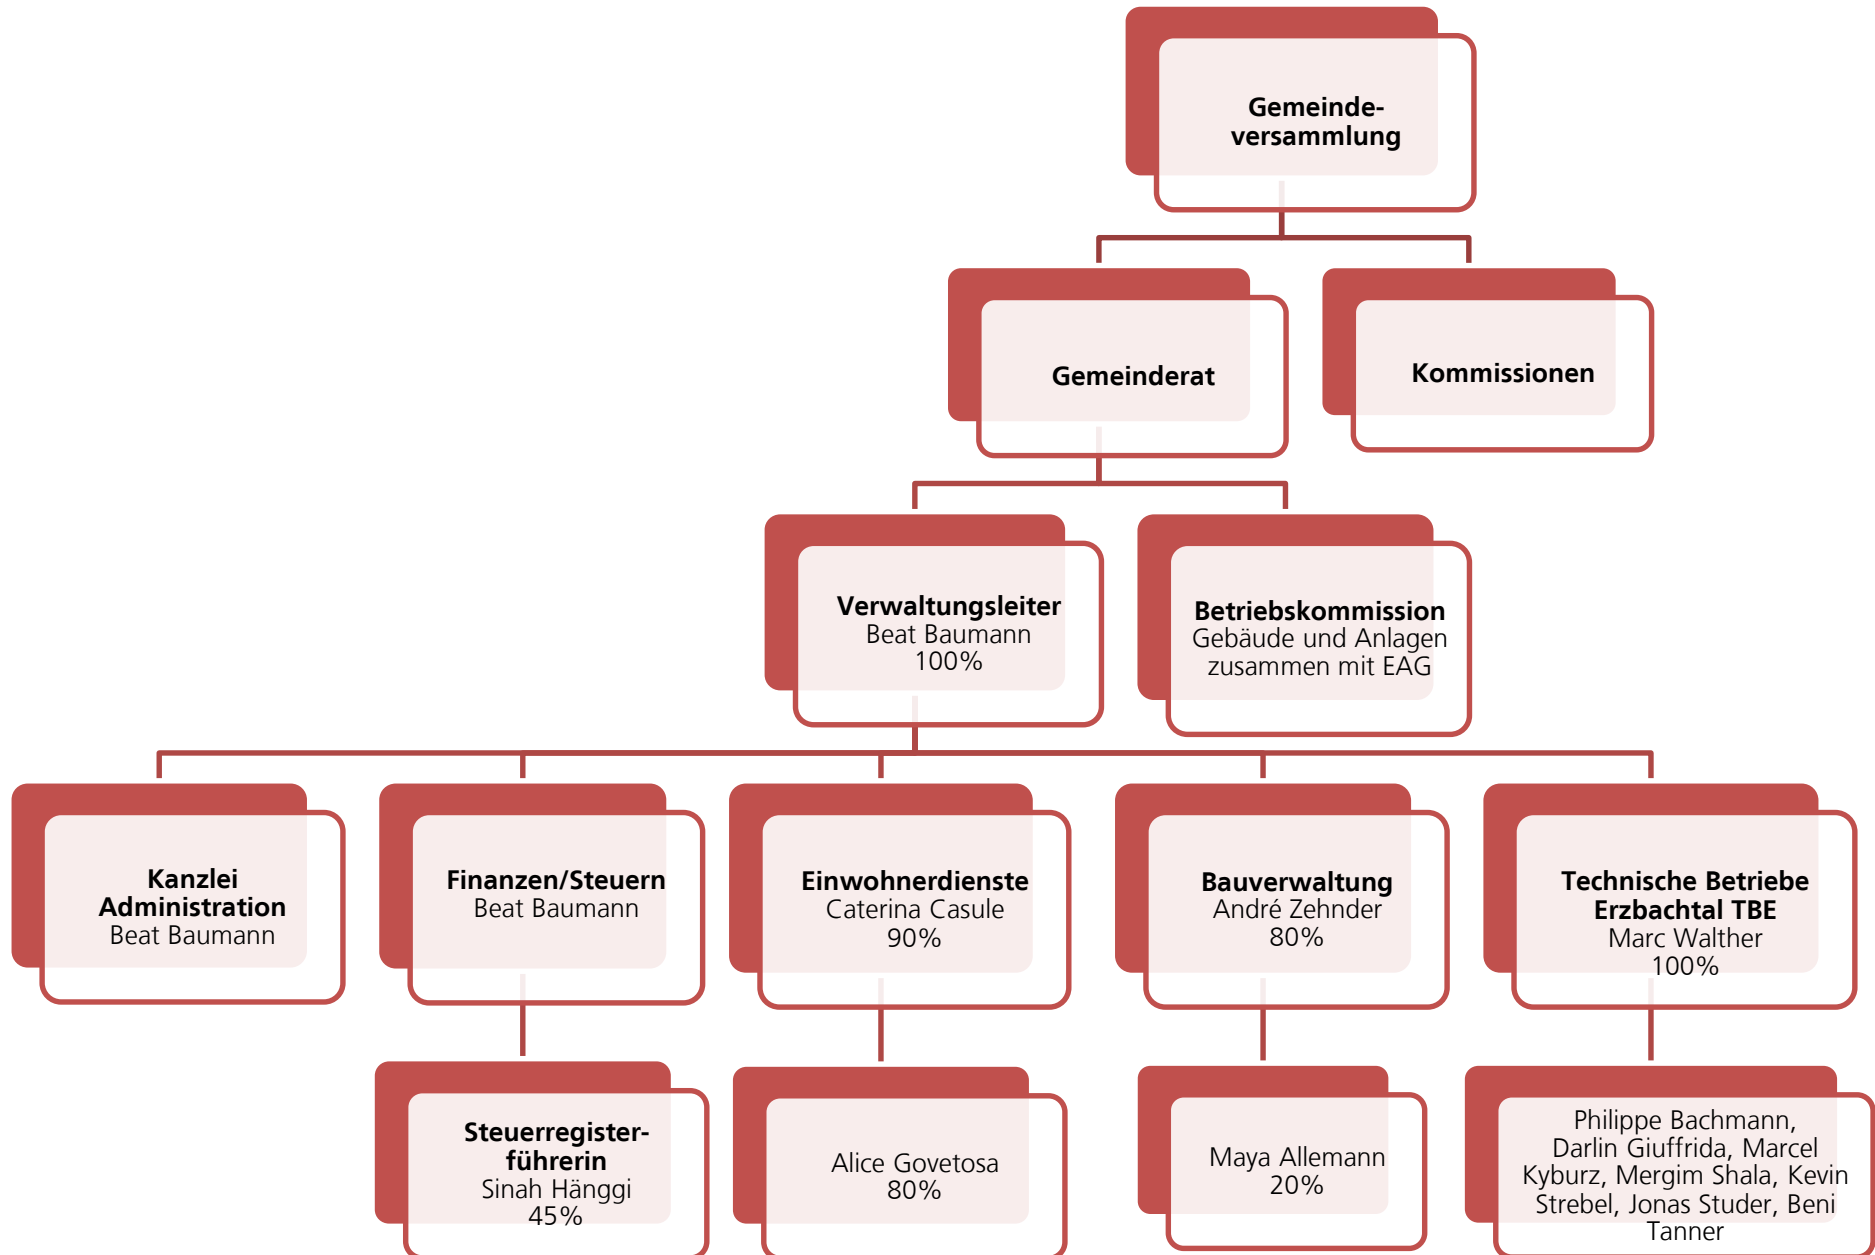 Gemeinde-
versammlung
Gemeinderat
Kommissionen
Verwaltungsleiter
Beat Baumann
100%
Betriebskommission
Gebäude und Anlagen
zusammen mit EAG
Kanzlei
Administration
Beat Baumann
Finanzen/Steuern
Beat Baumann
Einwohnerdienste
Caterina Casule
90%
Bauverwaltung
André Zehnder
80%
Technische Betriebe
Erzbachtal TBE
Marc Walther
100%
Steuerregister-
führerin
Sinah Hänggi
45%
Alice Govetosa
80%
Maya Allemann
20%
Philippe Bachmann,
Darlin Giuffrida, Marcel
Kyburz, Mergim Shala, Kevin
Strebel, Jonas Studer, Beni
Tanner